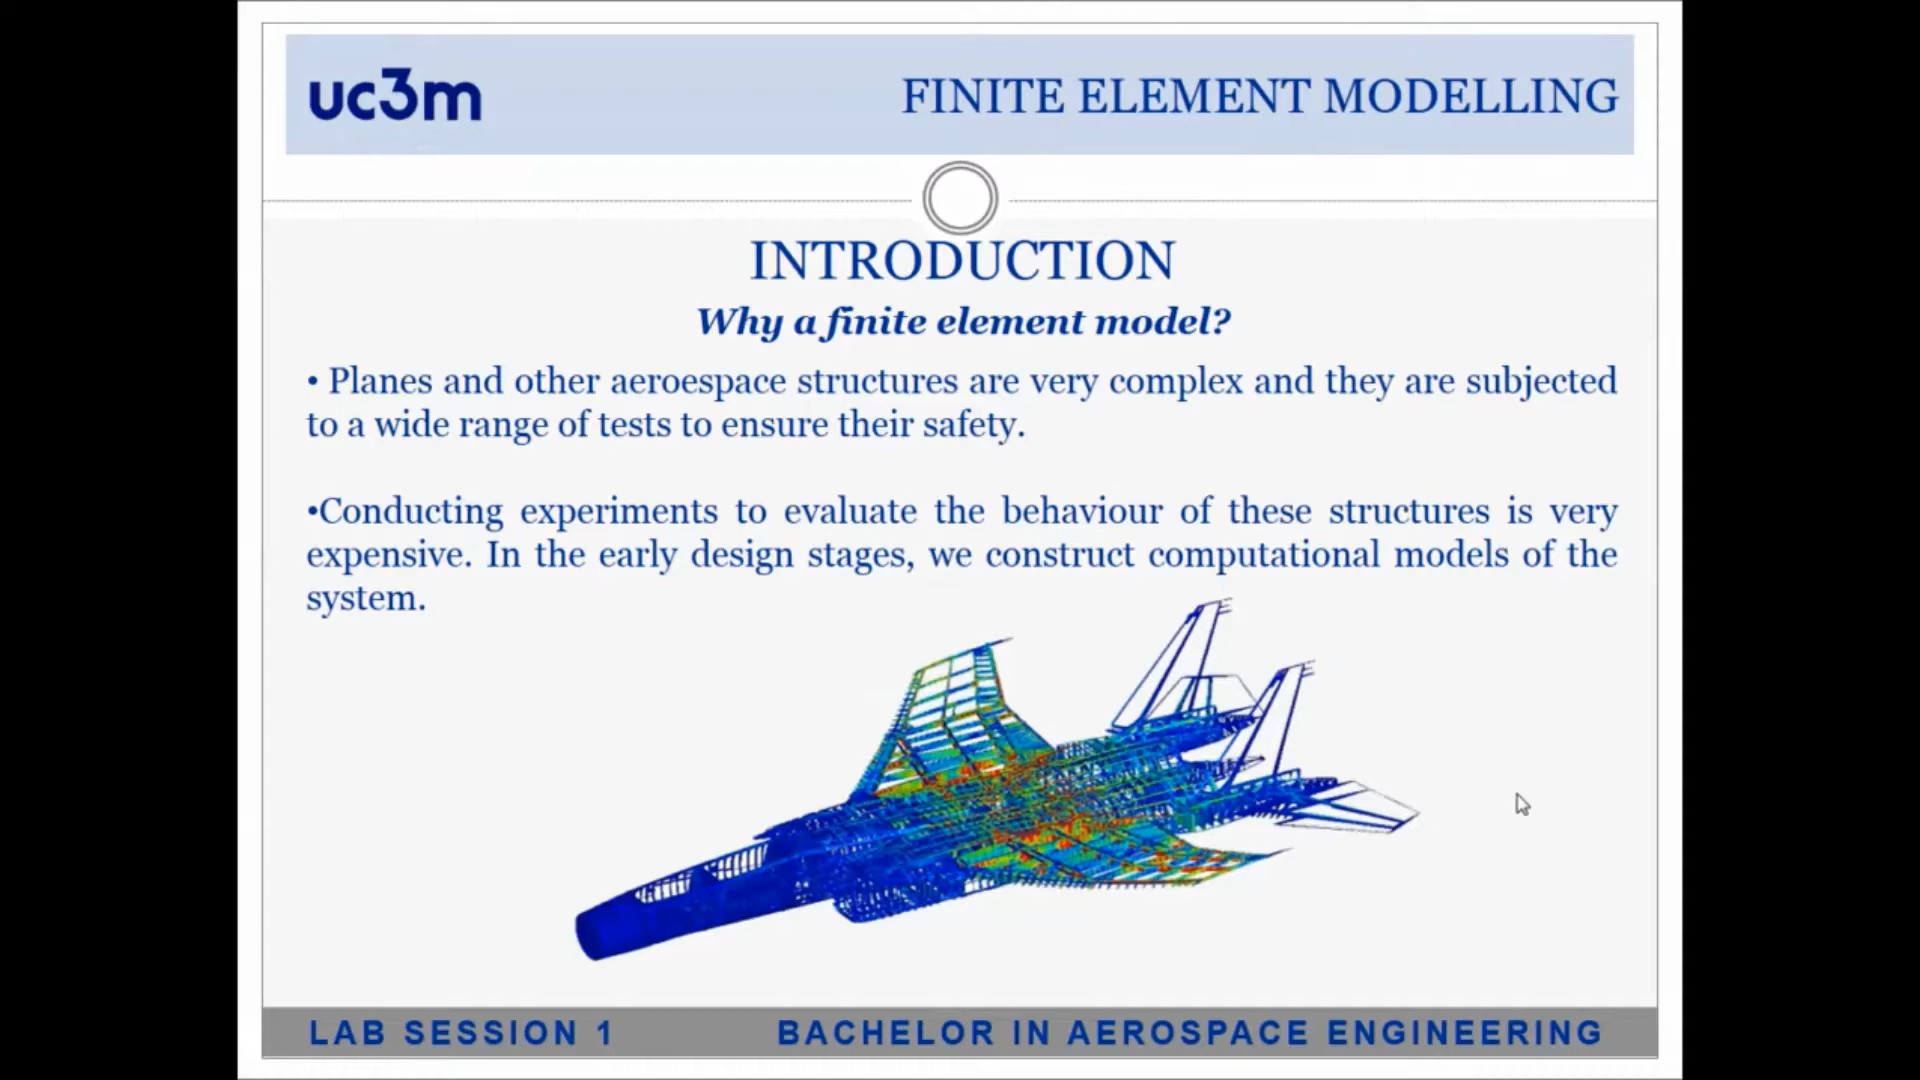 uc3m
FINITE ELEMENT MODELLING
INTRODUCTION
Why a finite element model?
• Planes and other aeroespace structures are very complex and they are subjected
to a wide range of tests to ensure their safety.
•Conducting experiments to evaluate the behaviour of these structures is very
expensive. In the early design stages, we construct computational models of the
system.
LAB SESSION 1
BACHELOR IN AEROSPACE ENGINEERING